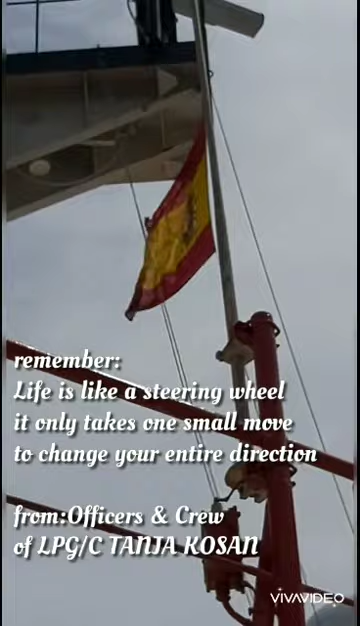 remember:
Life is like a steering wheel
it only takes one small move
to change your entire direction
from:Officers & Crew
of LPG/C TANJA KOSAN
VIVAVIDEO